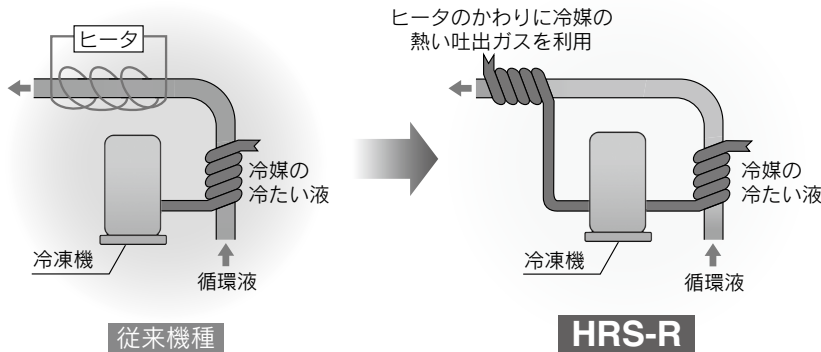 ヒータ
冷媒の
冷たい液
冷凍機
循環液
従来機種
ヒータのかわりに冷媒の
熱い吐出ガスを利用
冷媒の
冷たい液
冷凍機
循環液
HRS-R